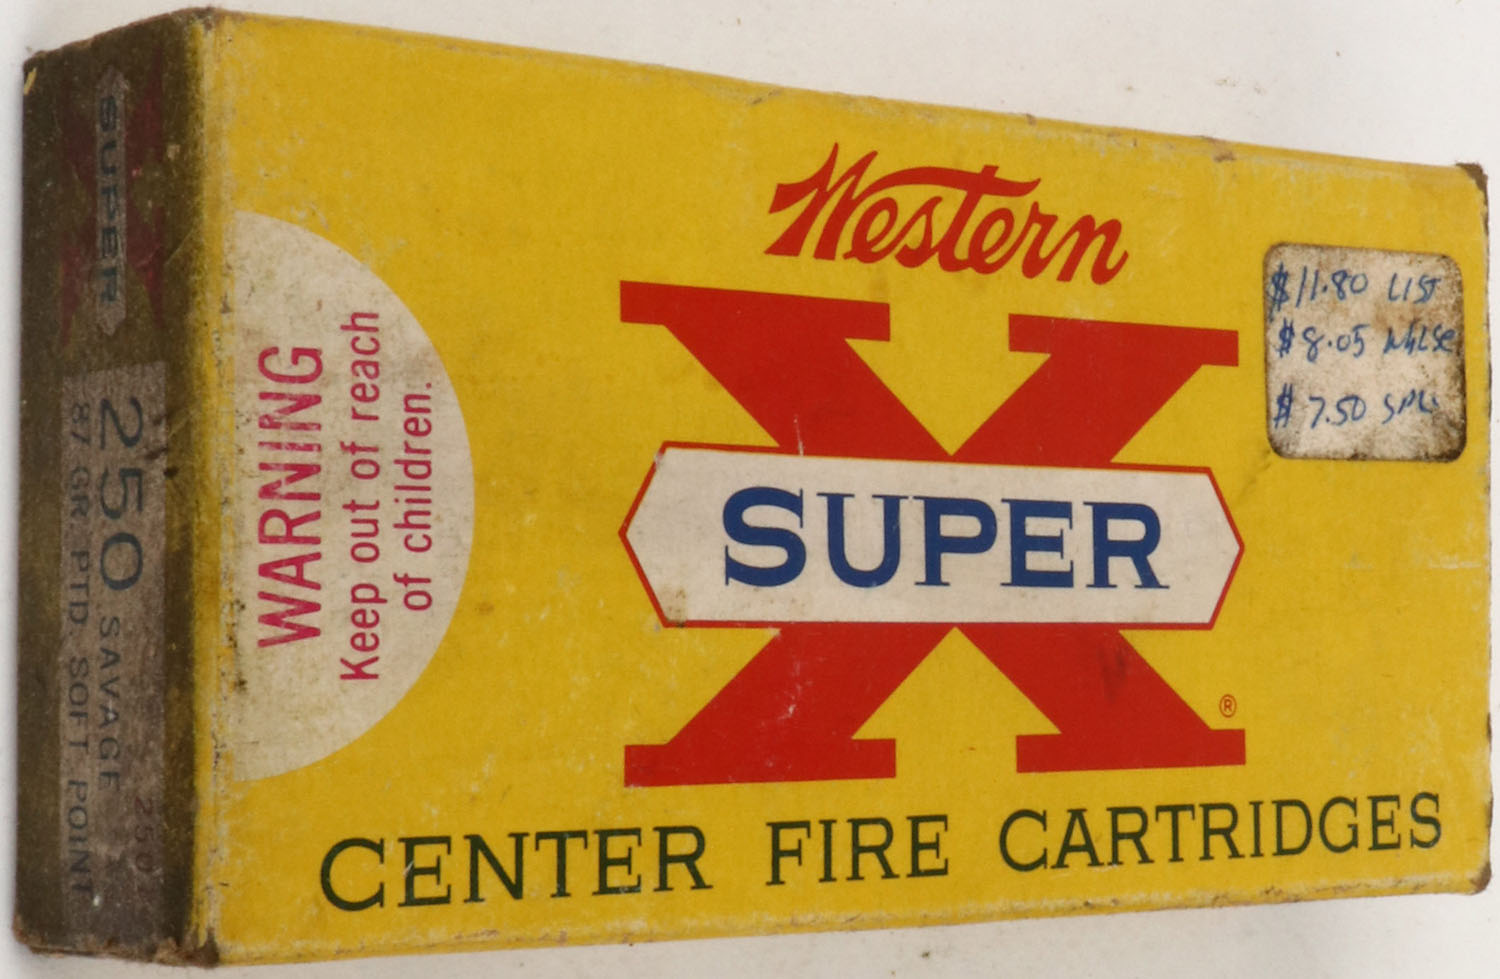 SUPER
250 SAVAGE
87 GR. PTD. SOFT POINT
2501
WARNING
Keep out of reach
of children.
Western
X
SUPER
®
CENTER FIRE CARTRIDGES
$11.80 LIST
$8.05 WHLSE
$7.50 SPL.